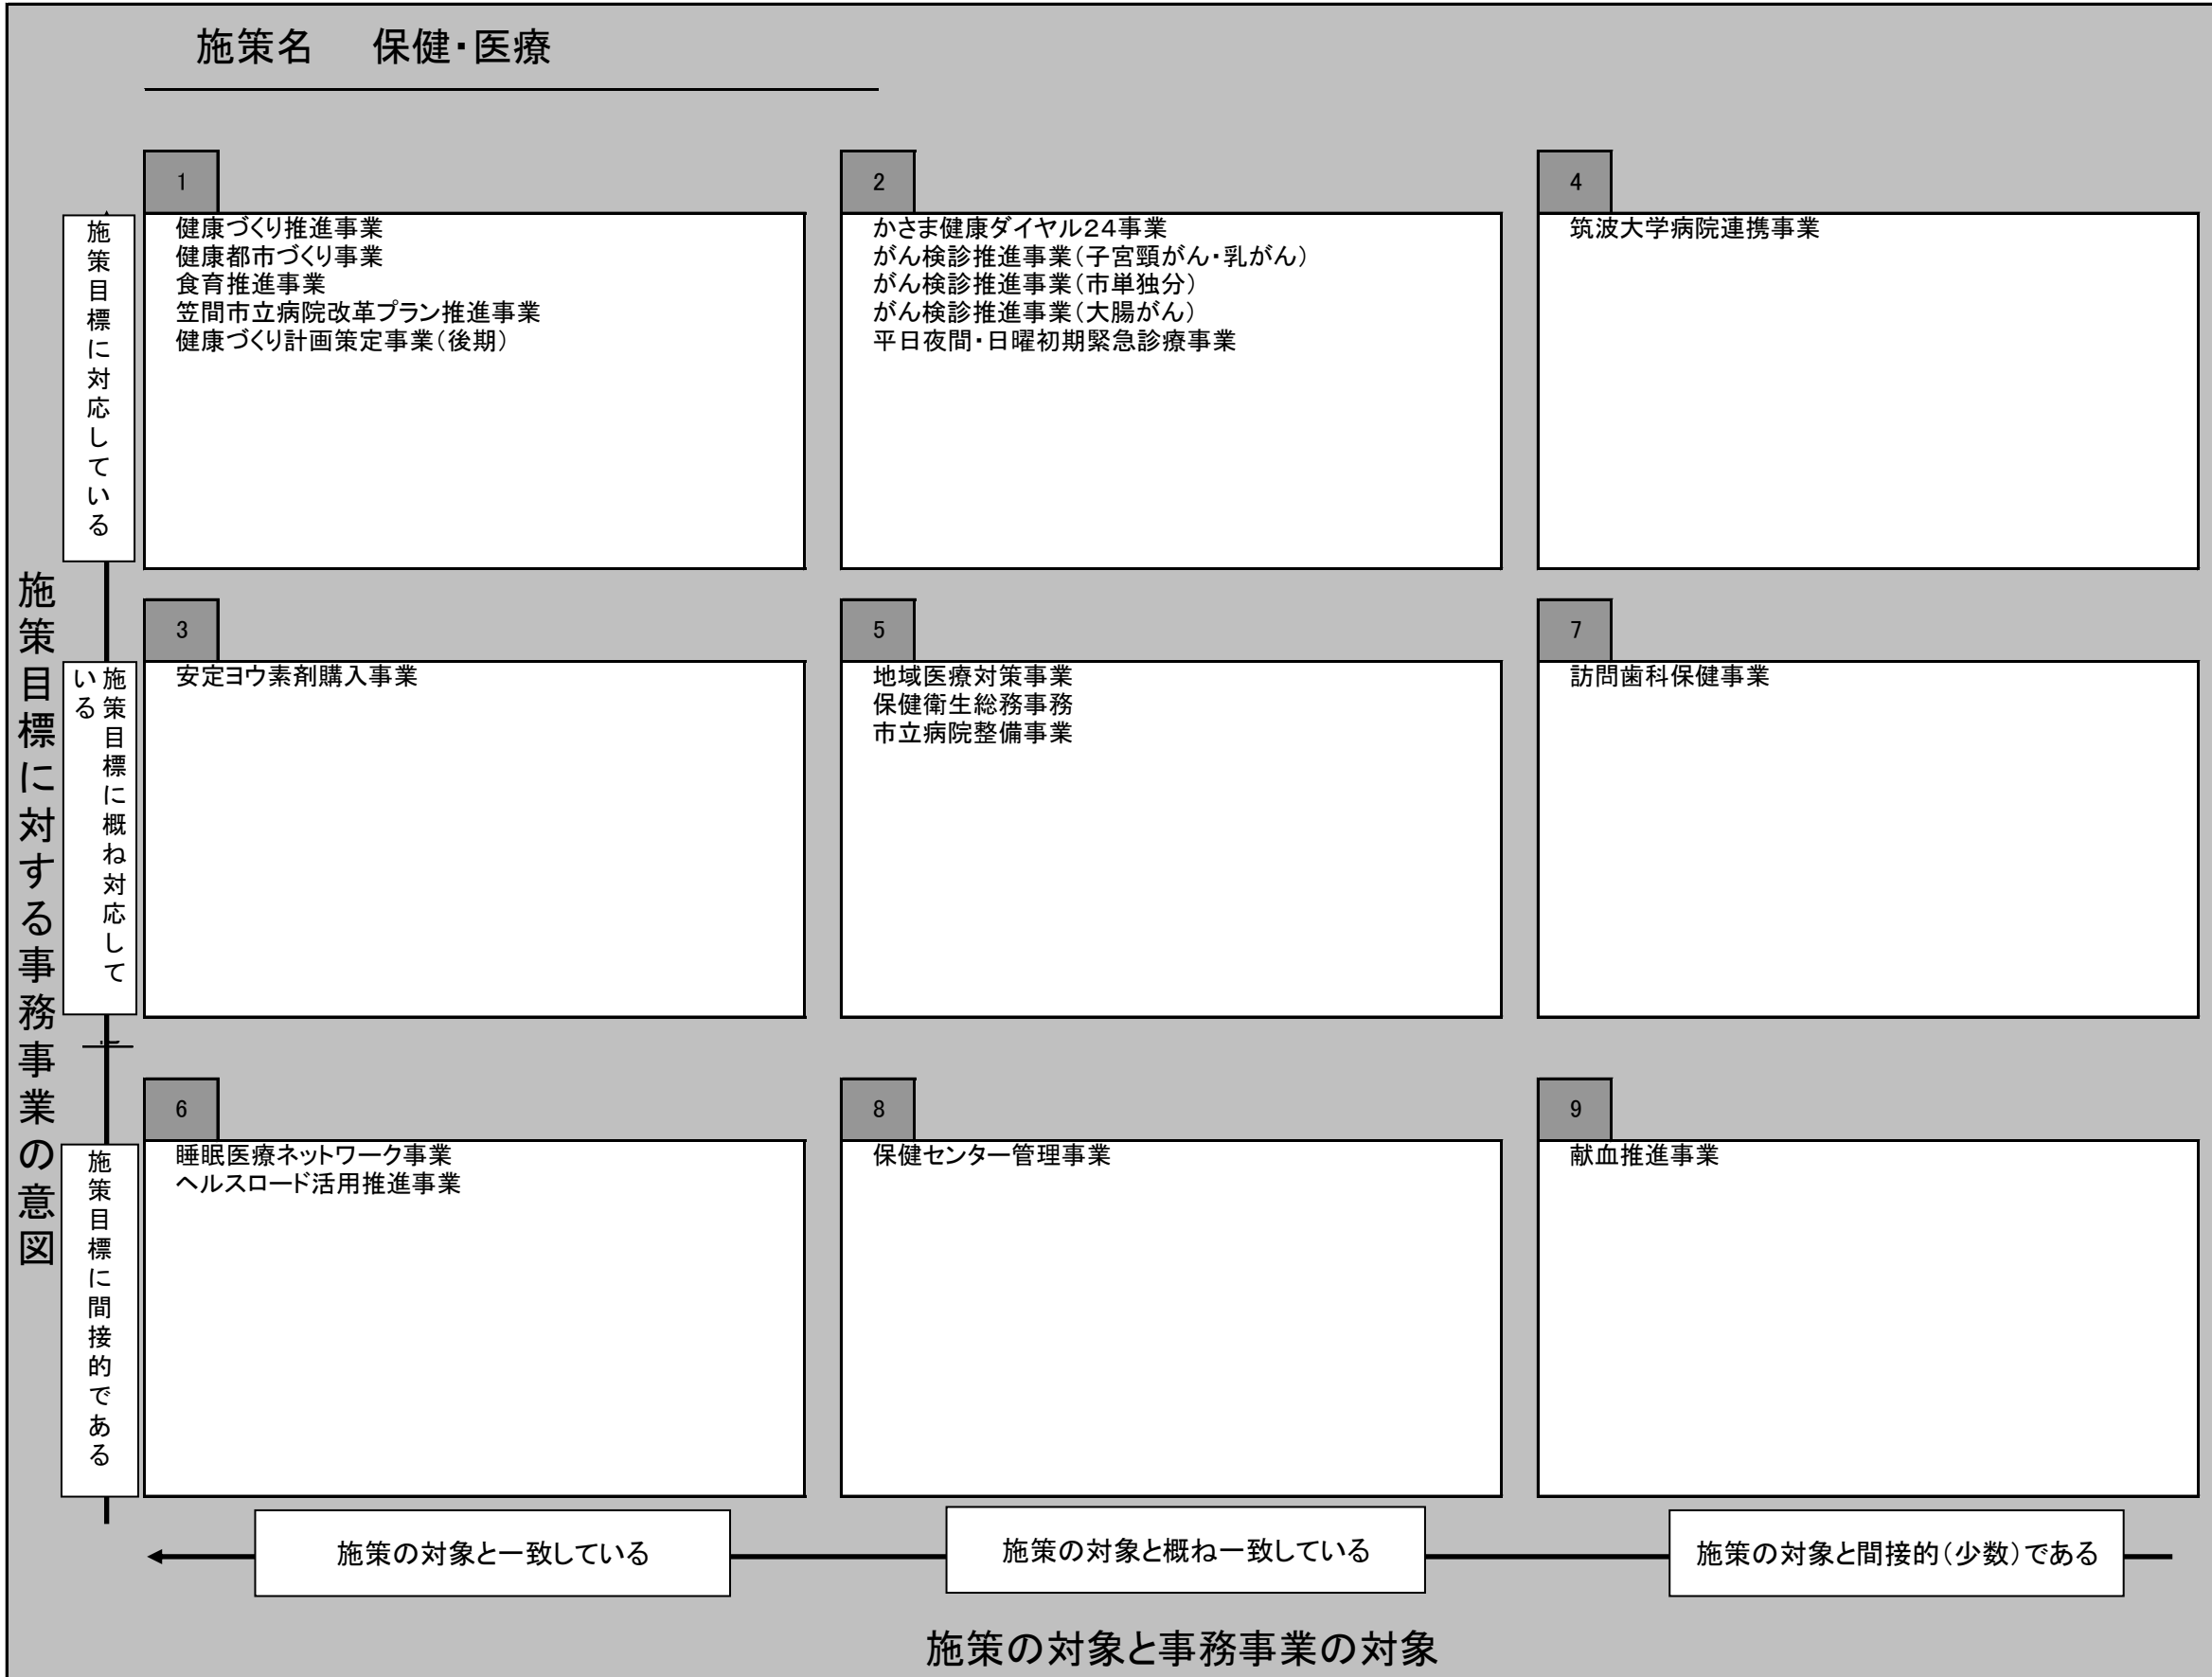 施策名　保健・医療
1
健康づくり推進事業
健康都市づくり事業
食育推進事業
笠間市立病院改革プラン推進事業
健康づくり計画策定事業（後期）
2
かさま健康ダイヤル２４事業
がん検診推進事業（子宮頸がん・乳がん）
がん検診推進事業（市単独分）
がん検診推進事業（大腸がん）
平日夜間・日曜初期緊急診療事業
4
筑波大学病院連携事業
施策目標に対応している
施策目標に対する事務事業の意図
3
安定ヨウ素剤購入事業
5
地域医療対策事業
保健衛生総務事務
市立病院整備事業
7
訪問歯科保健事業
施策目標に概ね対応して
いる
6
睡眠医療ネットワーク事業
ヘルスロード活用推進事業
8
保健センター管理事業
9
献血推進事業
施策目標に間接的である
施策の対象と一致している
施策の対象と概ね一致している
施策の対象と間接的（少数）である
施策の対象と事務事業の対象